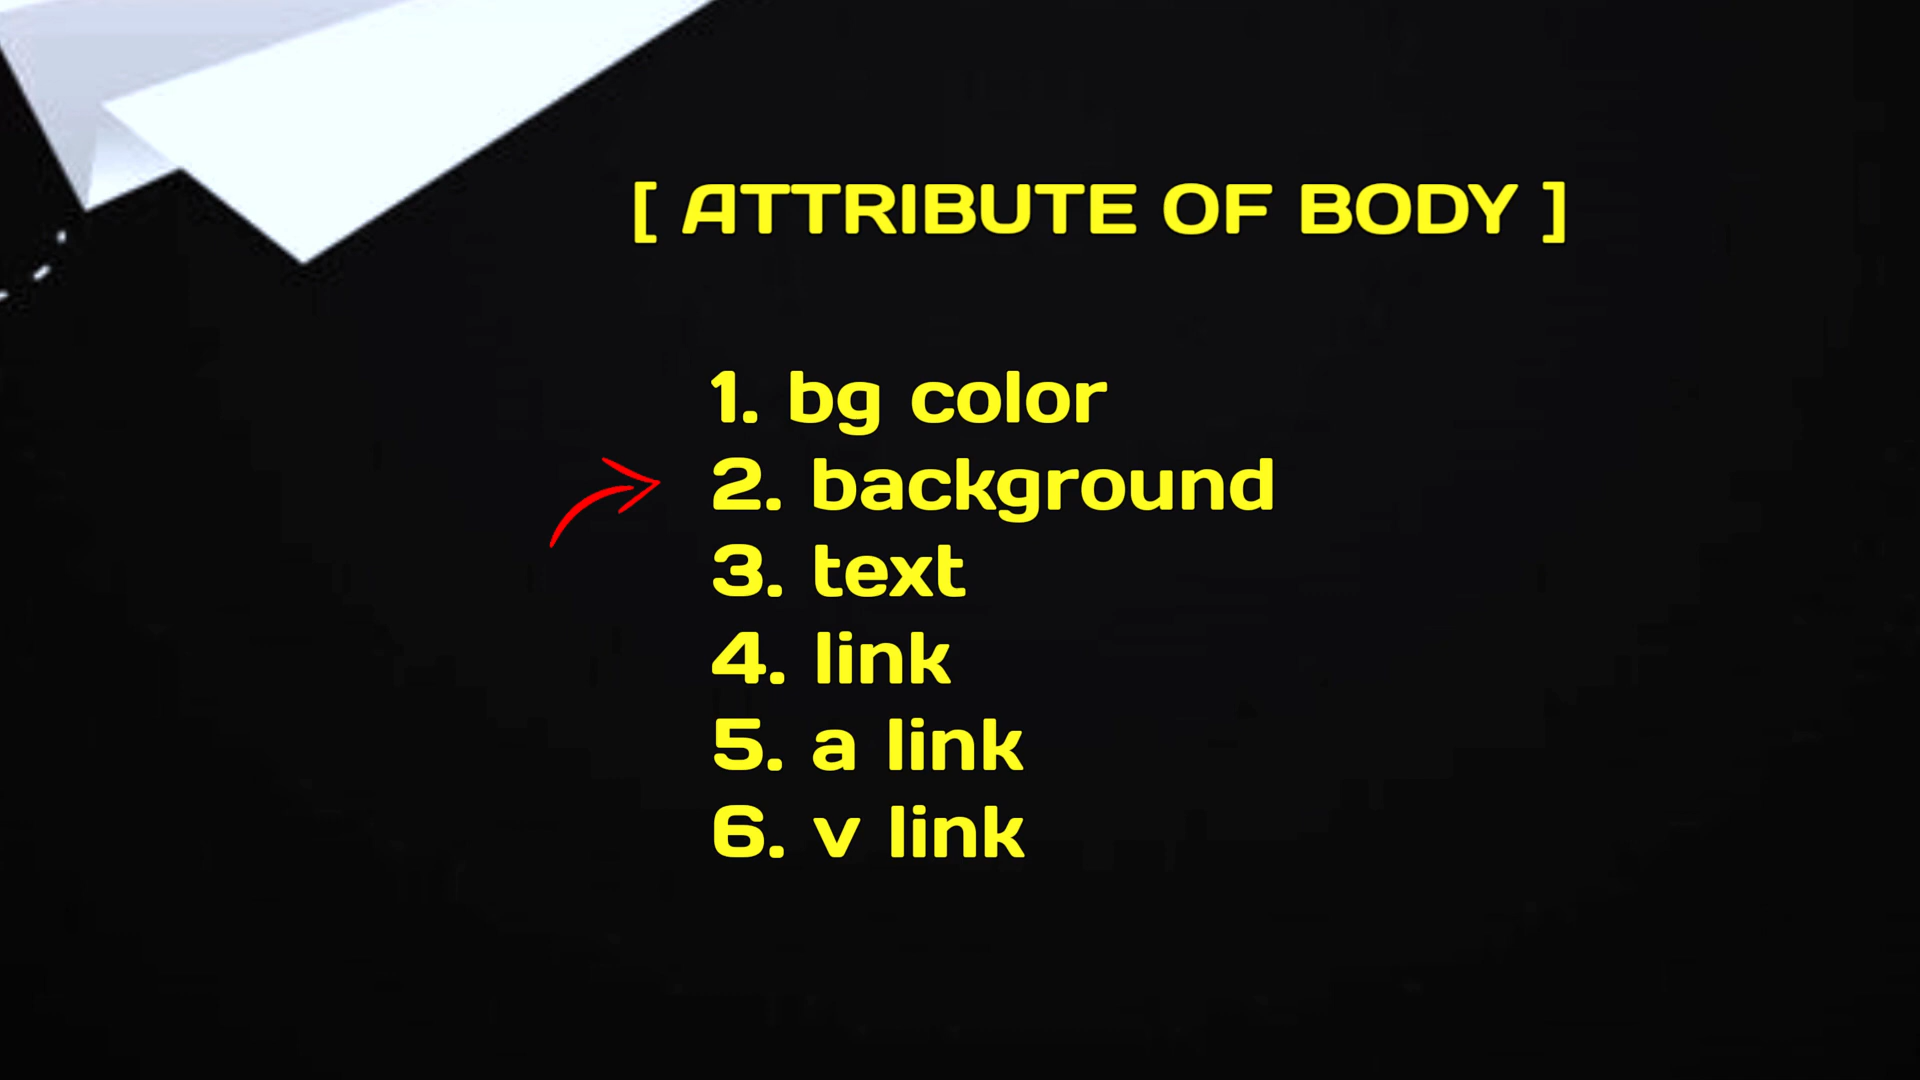 [ ATTRIBUTE OF BODY ]
1. bg color
2. background
3. text
4. link
5. a link
6. v link